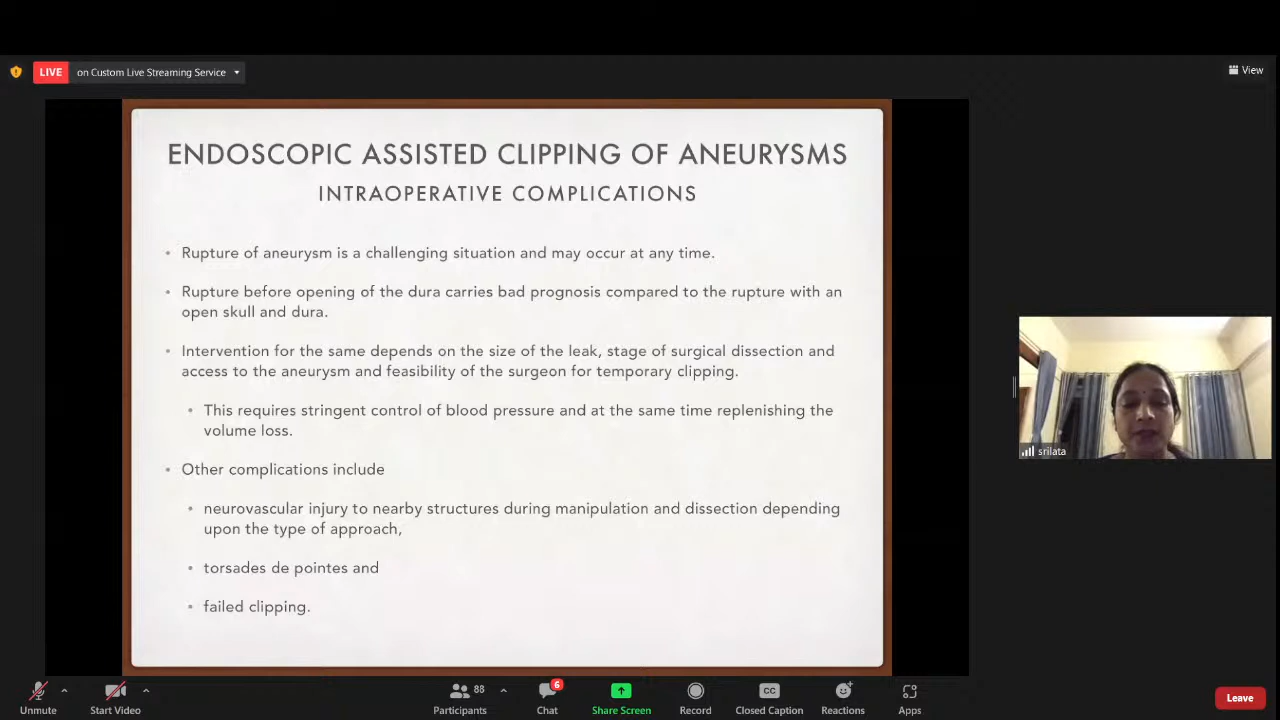 LIVE on Custom Live Streaming Service
View
ENDOSCOPIC ASSISTED CLIPPING OF ANEURYSMS
INTRAOPERATIVE COMPLICATIONS
• Rupture of aneurysm is a challenging situation and may occur at any time.
• Rupture before opening of the dura carries bad prognosis compared to the rupture with an
open skull and dura.
• Intervention for the same depends on the size of the leak, stage of surgical dissection and
access to the aneurysm and feasibility of the surgeon for temporary clipping.
• This requires stringent control of blood pressure and at the same time replenishing the
volume loss.
• Other complications include
• neurovascular injury to nearby structures during manipulation and dissection depending
upon the type of approach,
• torsades de pointes and
• failed clipping.
srilata
88
6
Unmute
Start Video
Participants
Chat
Share Screen
Record
CC
Closed Caption
Reactions
Apps
Leave